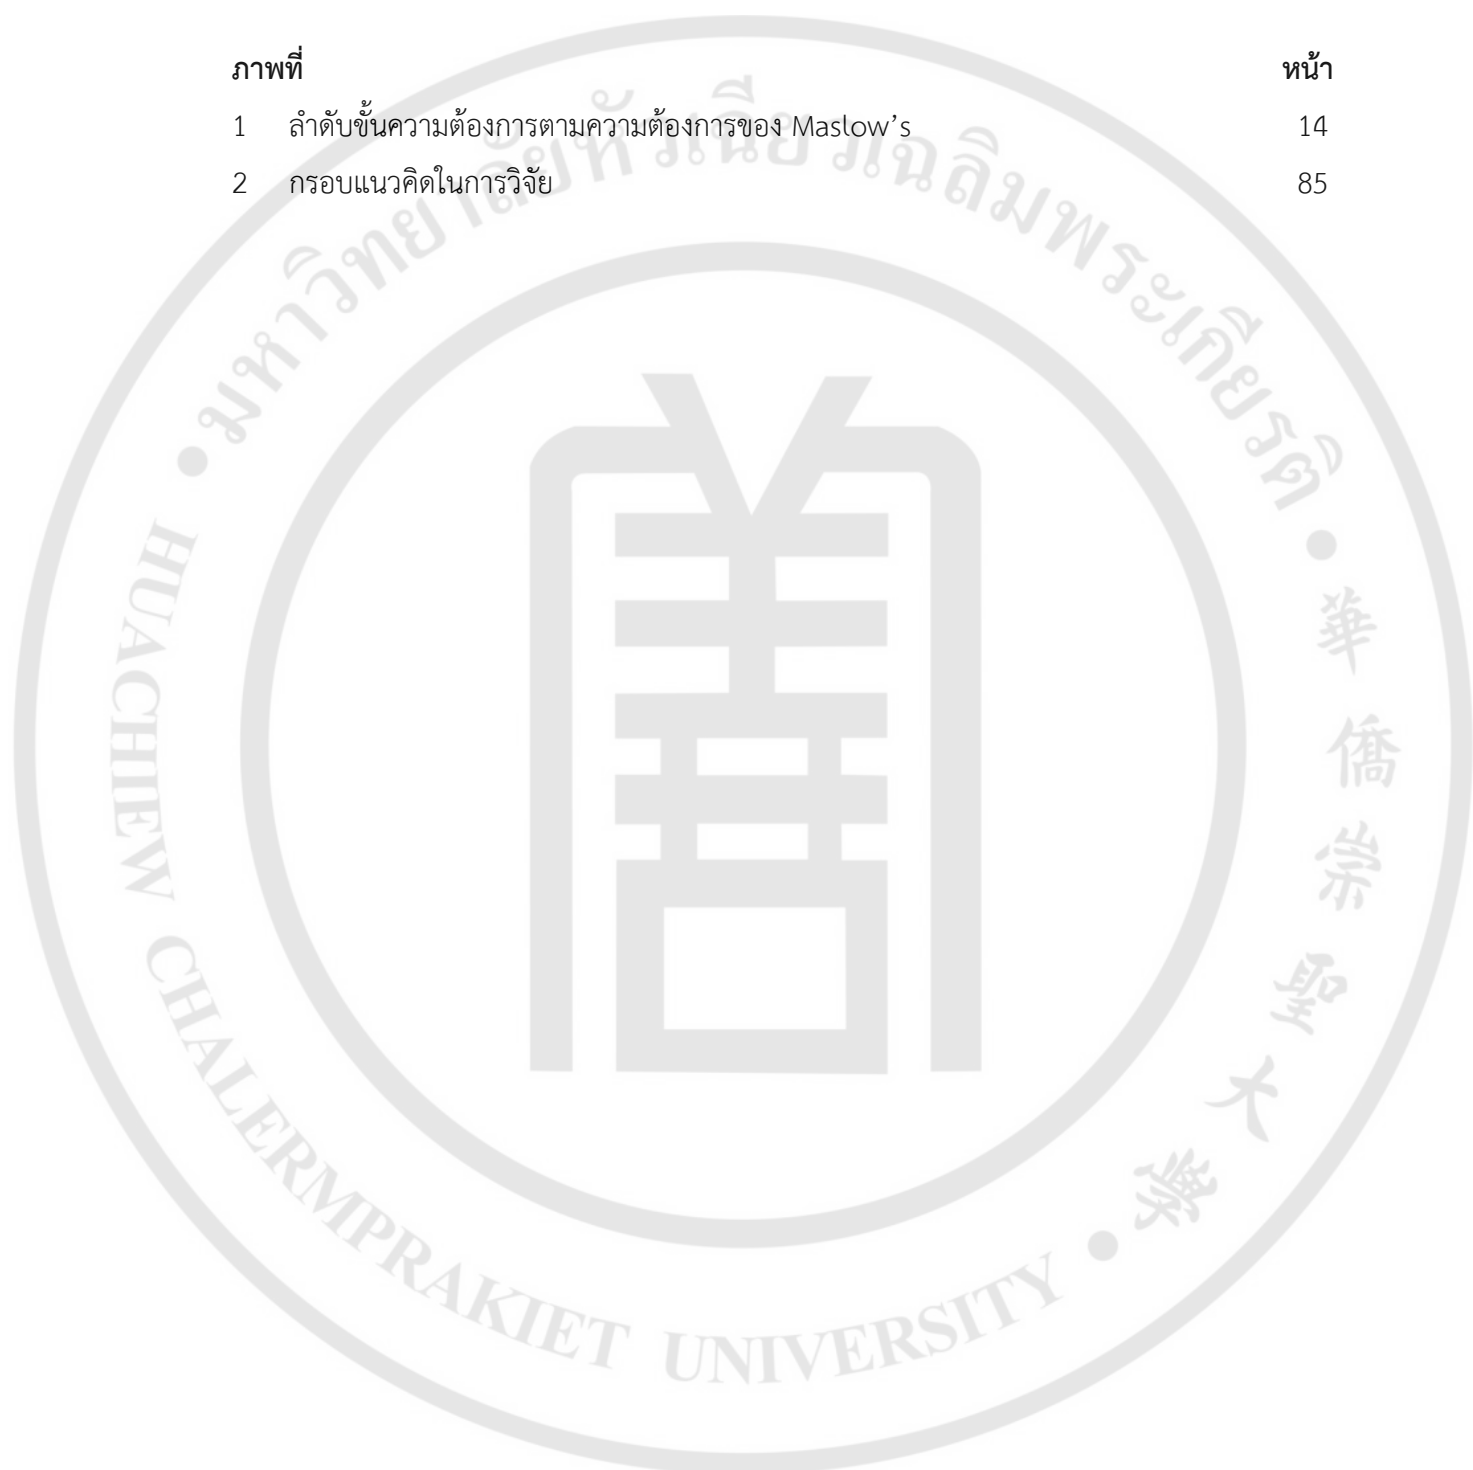 ภาพที่ หน้า
1 ลำดับขั้นความต้องการตามความต้องการของ Maslow’s 14
2 กรอบแนวคิดในการวิจัย 85
มหาวิทยาลัยหัวเฉียวเฉลิมพระเกียรติ
華僑崇聖大學
HUACHIEW CHALERMPRAKIET UNIVERSITY